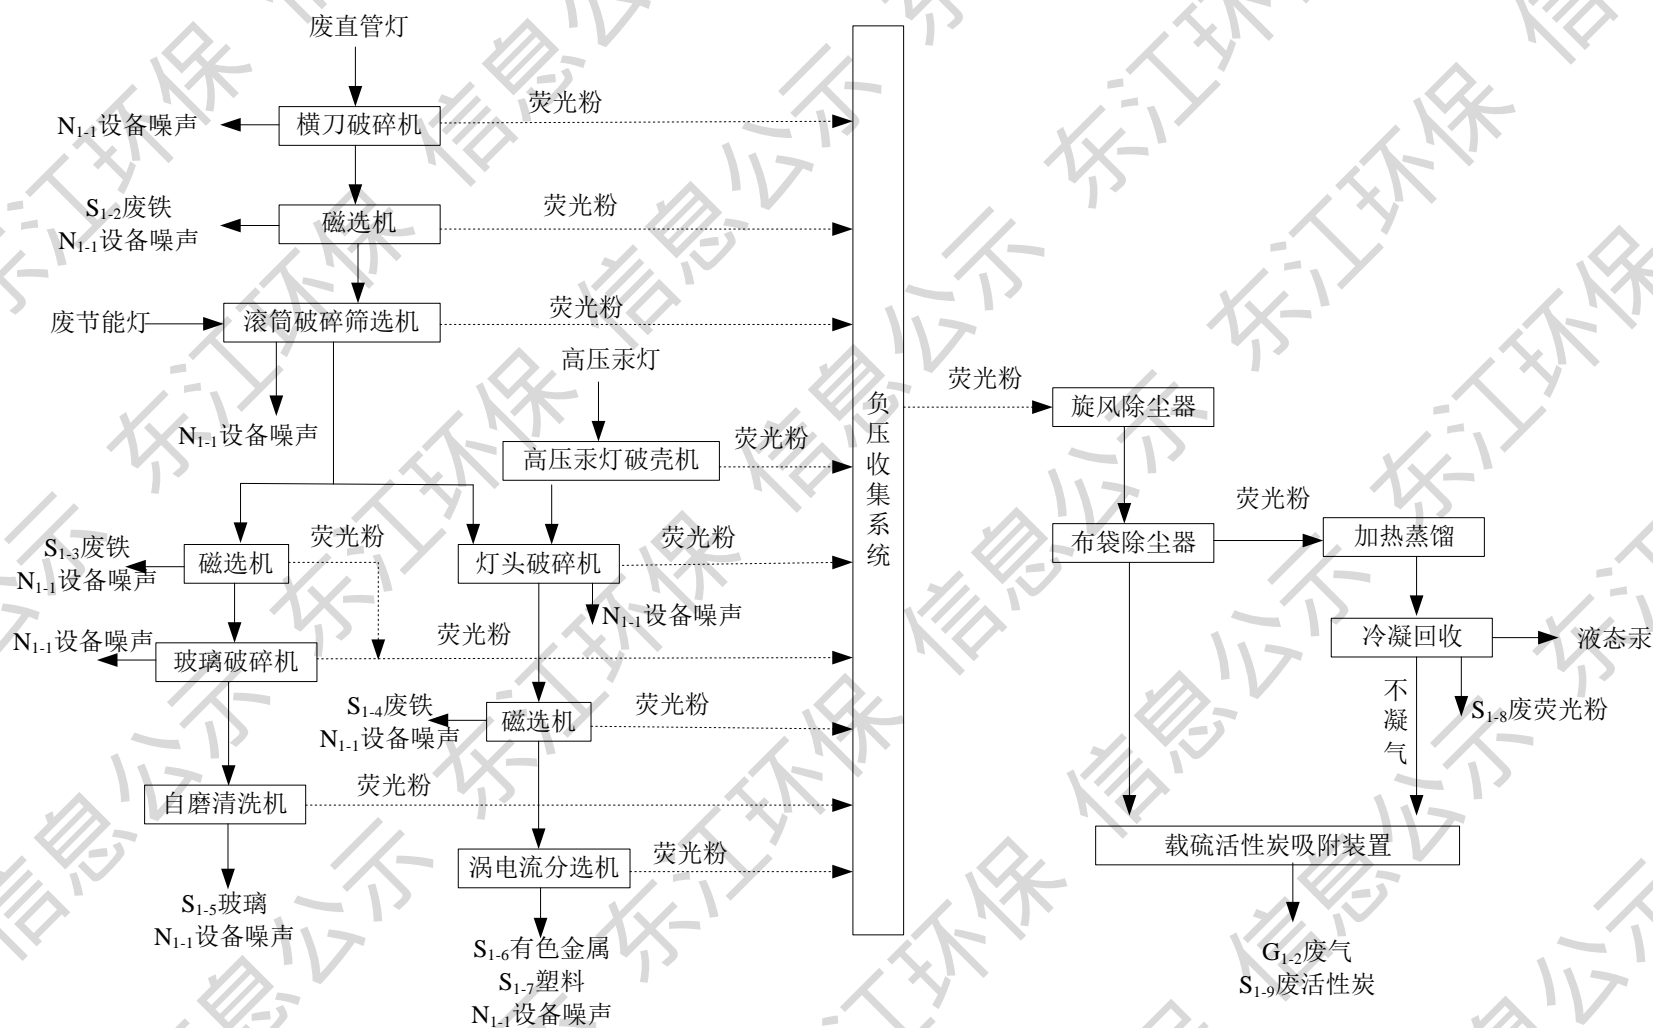 废直管灯
荧光粉
N1-1设备噪声
横刀破碎机
S1-2废铁
N1-1设备噪声
磁选机
荧光粉
废节能灯
滚筒破碎筛选机
荧光粉
N1-1设备噪声
高压汞灯
高压汞灯破壳机
荧光粉
S1-3废铁
N1-1设备噪声
磁选机
荧光粉
灯头破碎机
荧光粉
N1-1设备噪声
N1-1设备噪声
玻璃破碎机
荧光粉
S1-4废铁
N1-1设备噪声
磁选机
荧光粉
自磨清洗机
荧光粉
S1-5玻璃
N1-1设备噪声
涡电流分选机
荧光粉
S1-6有色金属
S1-7塑料
N1-1设备噪声
负压收集系统
荧光粉
旋风除尘器
布袋除尘器
荧光粉
加热蒸馏
冷凝回收
液态汞
不凝气
S1-8废荧光粉
载硫活性炭吸附装置
G1-2废气
S1-9废活性炭
东江环保 信息公示